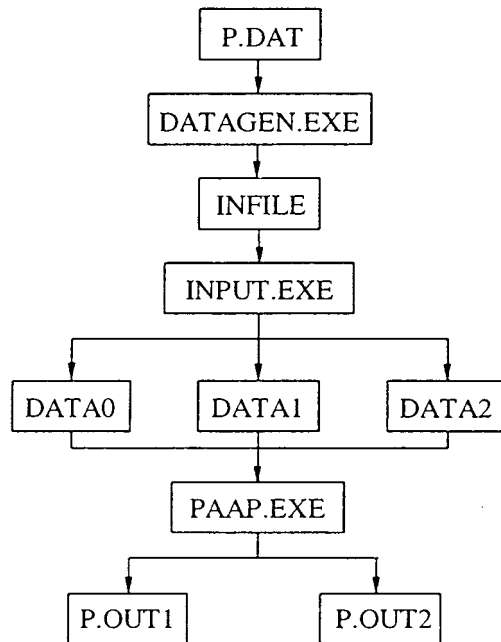 P.DAT
DATAGEN.EXE
INFILE
INPUT.EXE
DATA0
DATA1
DATA2
PAAP.EXE
P.OUT1
P.OUT2